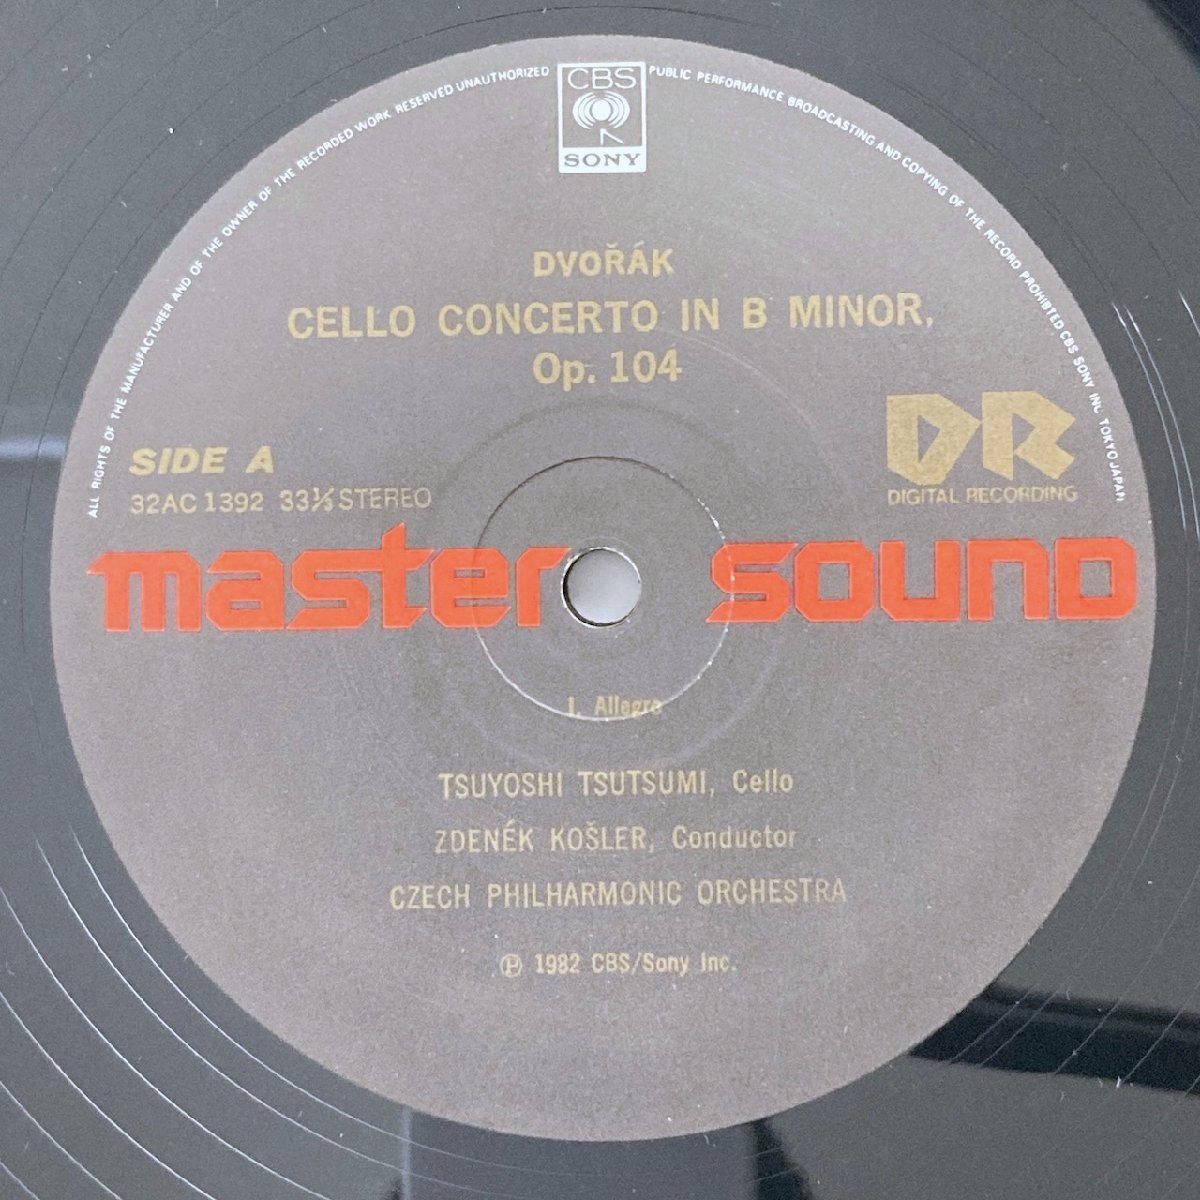 ALL RIGHTS OF THE MANUFACTURER AND OF THE OWNER OF THE RECORDED WORK RESERVED UNAUTHORIZED PUBLIC PERFORMANCE BROADCASTING AND COPYING OF THE RECORD PROHIBITED CBS SONY INC TOKYO JAPAN
CBS
SONY
DVOŘÁK
CELLO CONCERTO IN B MINOR,
Op. 104
SIDE A
32AC 1392 33⅓ STEREO
DR
DIGITAL RECORDING
master sound
I. Allegro
TSUYOSHI TSUTSUMI, Cello
ZDENĚK KOŠLER, Conductor
CZECH PHILHARMONIC ORCHESTRA
Ⓟ 1982 CBS/Sony Inc.